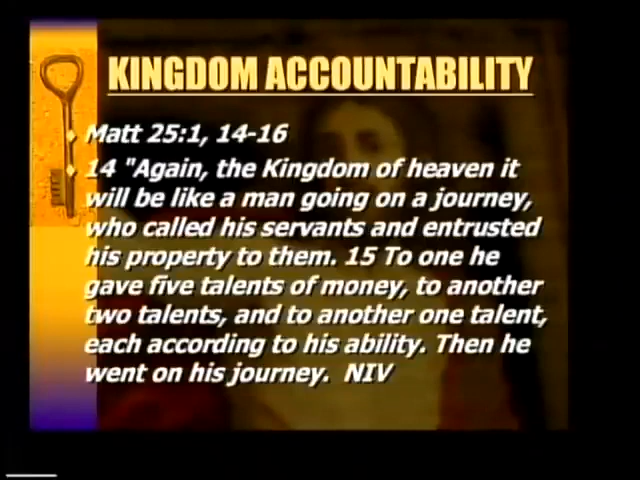 KINGDOM ACCOUNTABILITY
Matt 25:1, 14-16
14 "Again, the Kingdom of heaven it
will be like a man going on a journey,
who called his servants and entrusted
his property to them. 15 To one he
gave five talents of money, to another
two talents, and to another one talent,
each according to his ability. Then he
went on his journey. NIV